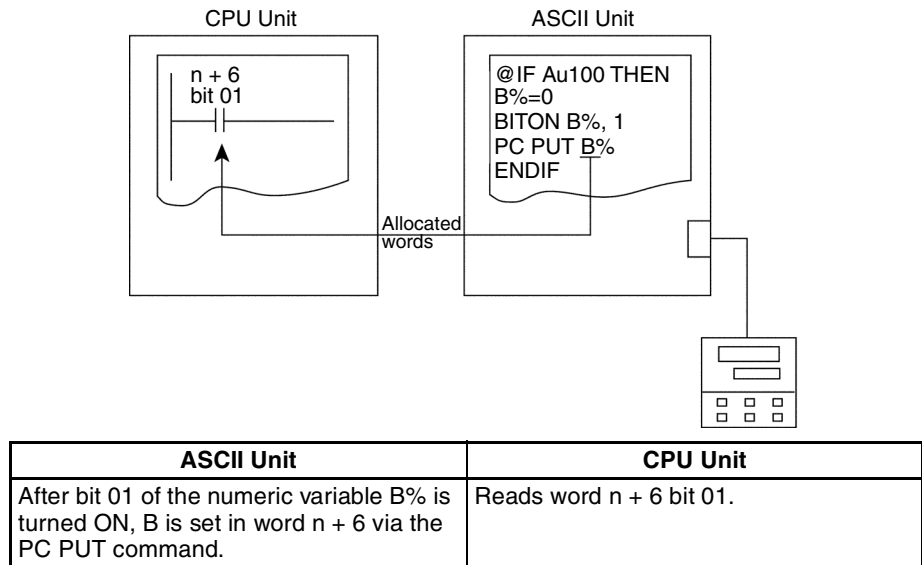 CPU Unit
ASCII Unit
n + 6
bit 01
@IF Au100 THEN
B%=0
BITON B%, 1
PC PUT B%
ENDIF
Allocated
words
ASCII Unit
CPU Unit
After bit 01 of the numeric variable B% is
turned ON, B is set in word n + 6 via the
PC PUT command.
Reads word n + 6 bit 01.